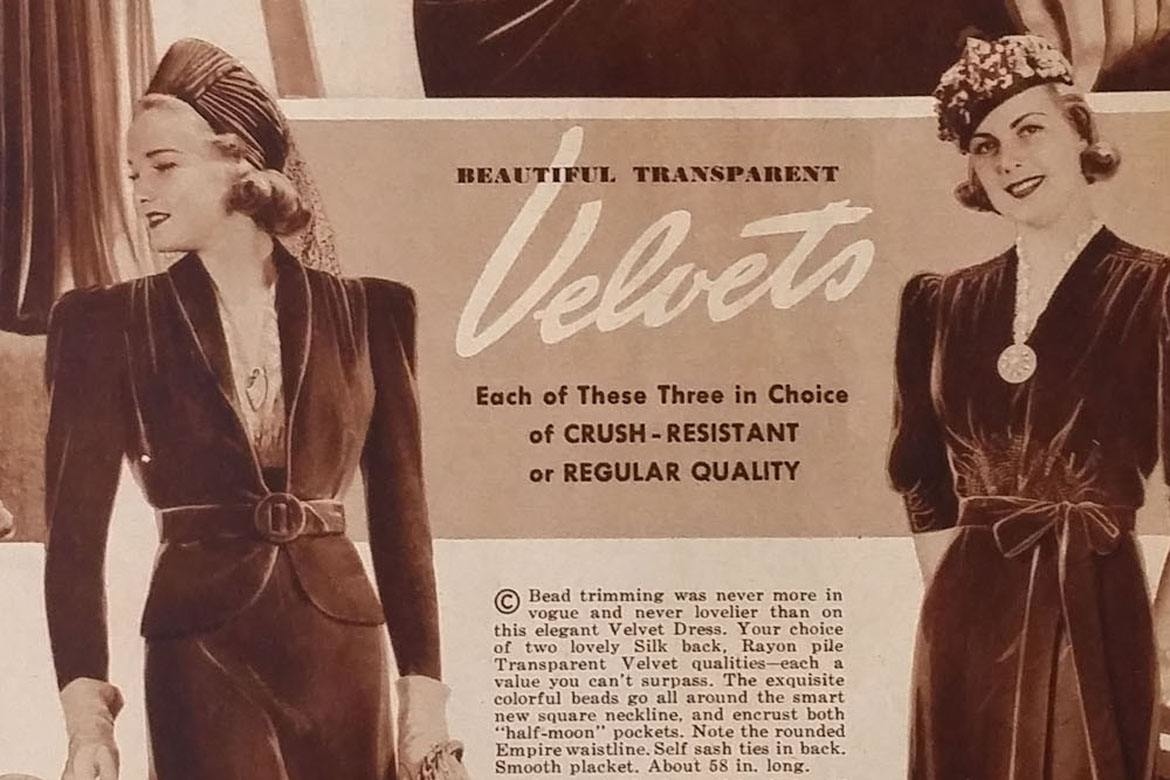 BEAUTIFUL TRANSPARENT
Velvets
Each of These Three in Choice
of CRUSH-RESISTANT
or REGULAR QUALITY
Ⓒ Bead trimming was never more in
vogue and never lovelier than on
this elegant Velvet Dress. Your choice
of two lovely Silk back, Rayon pile
Transparent Velvet qualities—each a
value you can't surpass. The exquisite
colorful beads go all around the smart
new square neckline, and encrust both
"half-moon" pockets. Note the rounded
Empire waistline. Self sash ties in back.
Smooth placket. About 58 in. long.